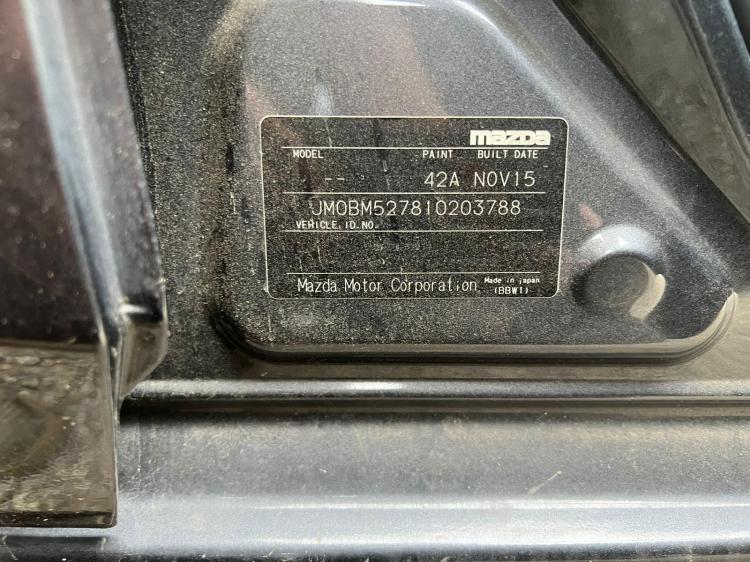 mazda
MODEL PAINT BUILT DATE
-- 42A NOV15
JM0BM527810203788
VEHICLE. ID. NO.
Mazda Motor Corporation Made in japan
(BBW1)